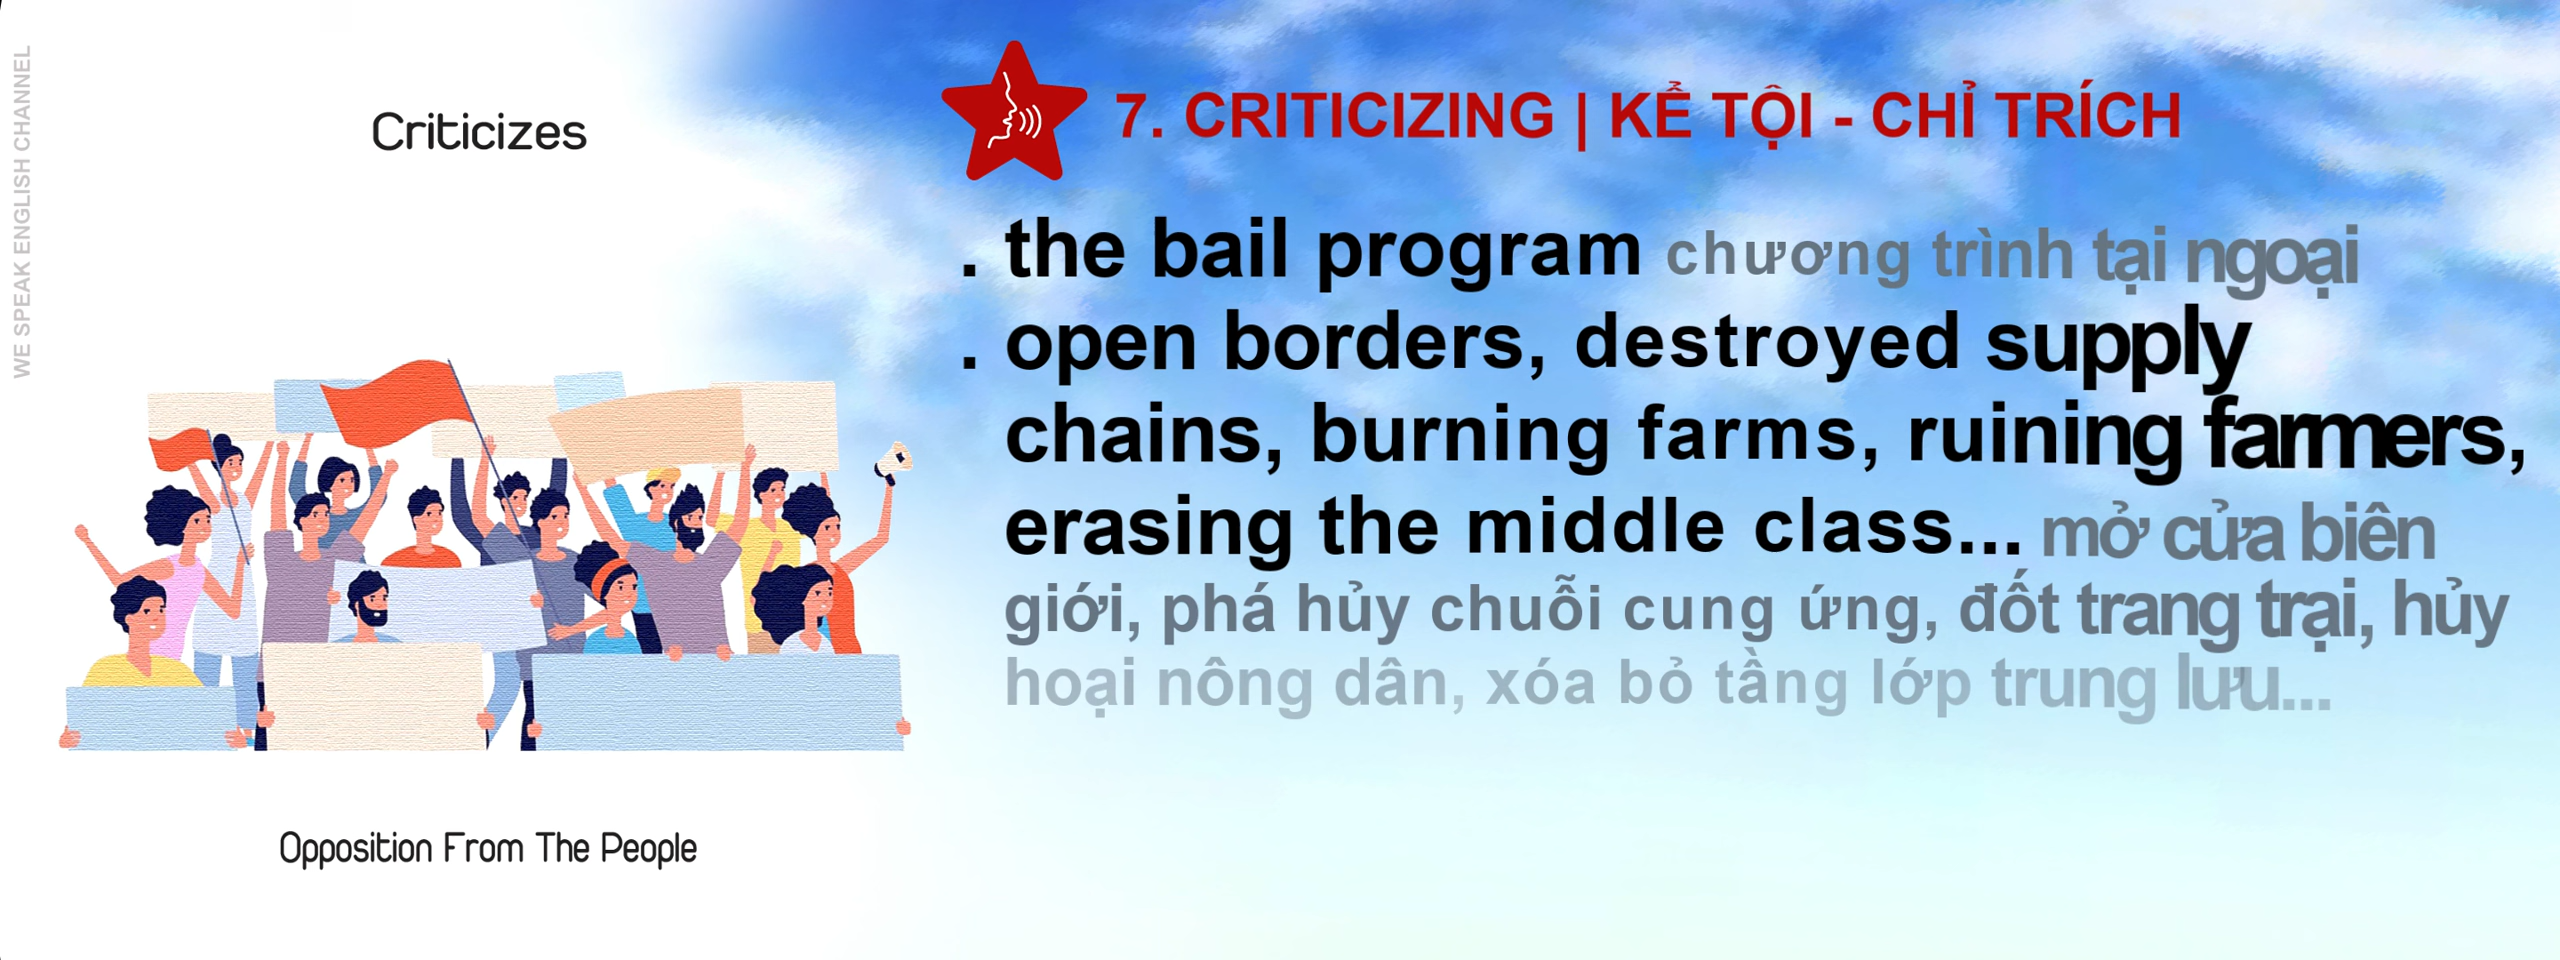 WE SPEAK ENGLISH CHANNEL
Criticizes
Opposition From The People
7. CRITICIZING | KỂ TỘI - CHỈ TRÍCH
. the bail program chương trình tại ngoại
. open borders, destroyed supply
chains, burning farms, ruining farmers,
erasing the middle class... mở cửa biên
giới, phá hủy chuỗi cung ứng, đốt trang trại, hủy
hoại nông dân, xóa bỏ tầng lớp trung lưu...